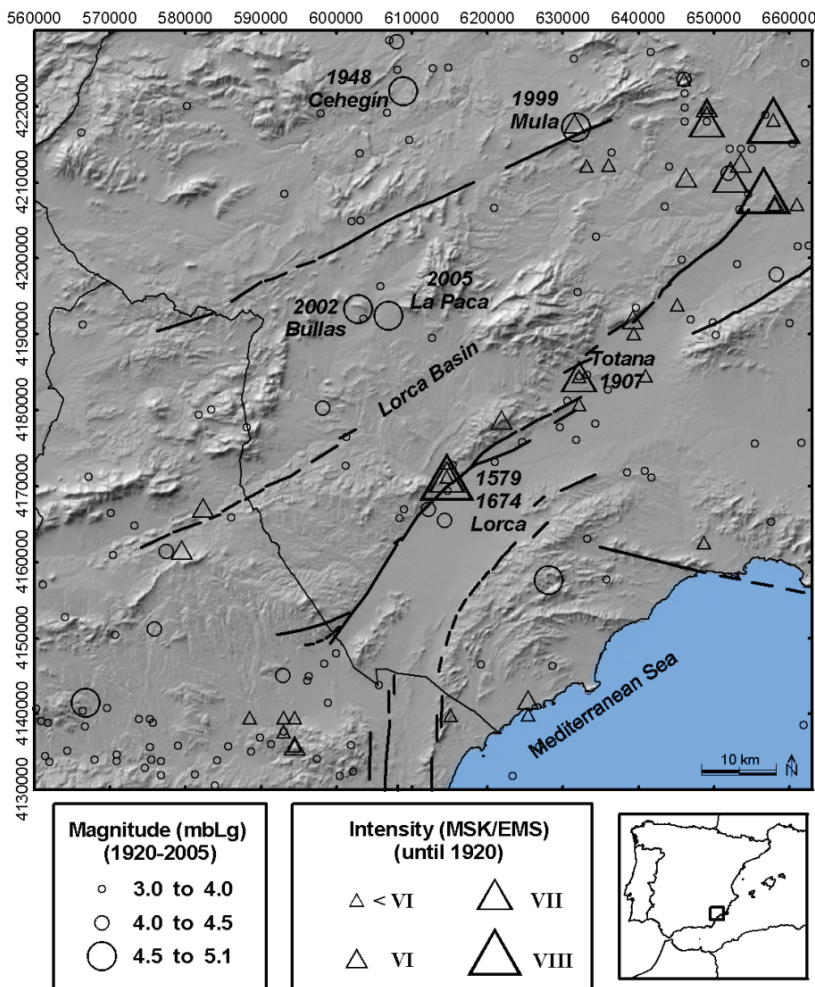 560000 570000 580000 590000 600000 610000 620000 630000 640000 650000 660000
4220000
4210000
4200000
4190000
4180000
4170000
4160000
4150000
4140000
4130000
1948
Cehegín
1999
Mula
2005
La Paca
2002
Bullas
Lorca Basin
Totana
1907
1579
1674
Lorca
Mediterranean Sea
10 km
N
Magnitude (mbLg)
(1920-2005)
3.0 to 4.0
4.0 to 4.5
4.5 to 5.1
Intensity (MSK/EMS)
(until 1920)
< VI
VII
VI
VIII